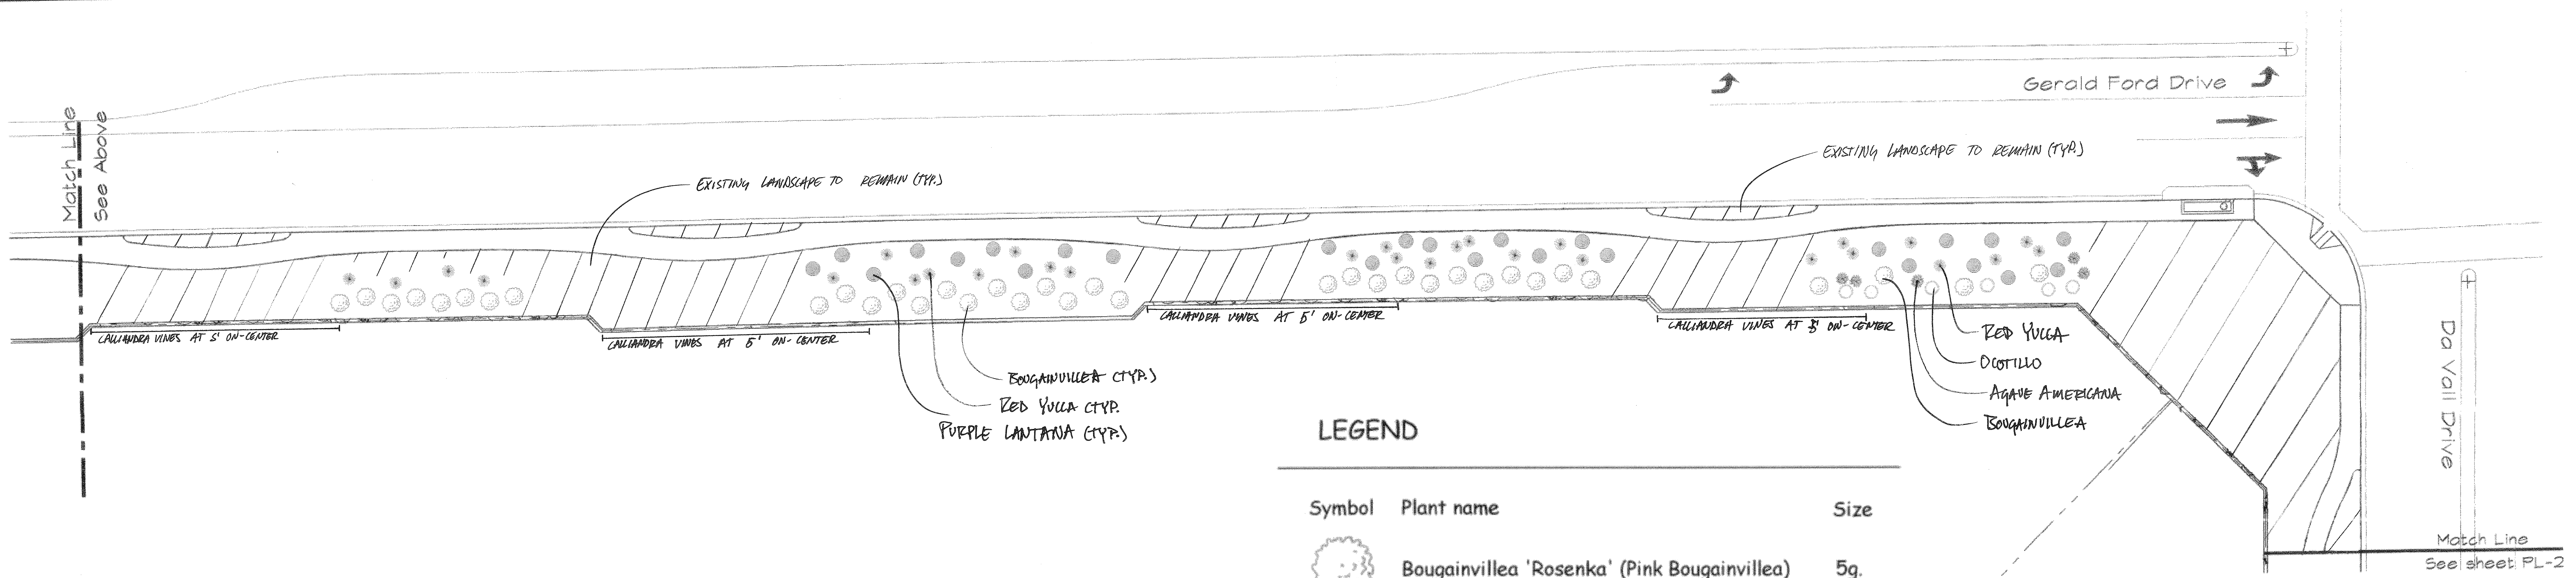 Gerald Ford Drive
Match Line
See Above
EXISTING LANDSCAPE TO REMAIN (TYP.)
EXISTING LANDSCAPE TO REMAIN (TYP.)
CALLIANDRA VINES AT 5' ON-CENTER
CALLIANDRA VINES AT 5' ON-CENTER
CALLIANDRA VINES AT 5' ON-CENTER
CALLIANDRA VINES AT 5' ON-CENTER
BOUGAINVILLEA (TYP.)
RED YUCCA (TYP.
PURPLE LANTANA (TYP.)
RED YUCCA
OCOTILLO
AGAVE AMERICANA
BOUGAINVILLEA
Da Vall Drive
LEGEND
Symbol Plant name Size
Bougainvillea 'Rosenka' (Pink Bougainvillea) 5g.
Match Line
See sheet PL-2